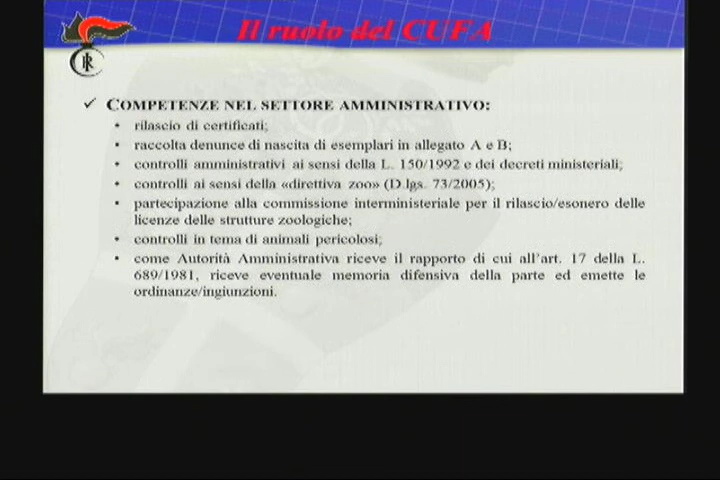 Il ruolo del CUFA
✓ COMPETENZE NEL SETTORE AMMINISTRATIVO:
• rilascio di certificati;
• raccolta denunce di nascita di esemplari in allegato A e B;
• controlli amministrativi ai sensi della L. 150/1992 e dei decreti ministeriali;
• controlli ai sensi della «direttiva zoo» (D.lgs. 73/2005);
• partecipazione alla commissione interministeriale per il rilascio/esonero delle
licenze delle strutture zoologiche;
• controlli in tema di animali pericolosi;
• come Autorità Amministrativa riceve il rapporto di cui all'art. 17 della L.
689/1981, riceve eventuale memoria difensiva della parte ed emette le
ordinanze/ingiunzioni.